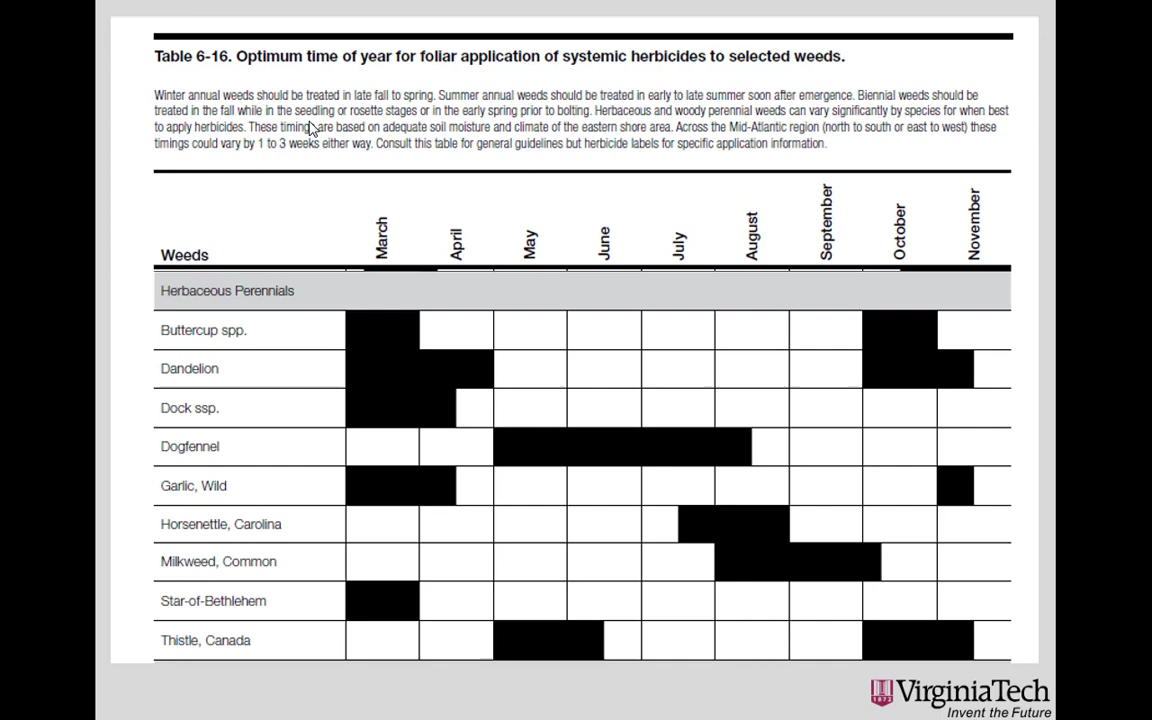 Table 6-16. Optimum time of year for foliar application of systemic herbicides to selected weeds.
Winter annual weeds should be treated in late fall to spring. Summer annual weeds should be treated in early to late summer soon after emergence. Biennial weeds should be
treated in the fall while in the seedling or rosette stages or in the early spring prior to bolting. Herbaceous and woody perennial weeds can vary significantly by species for when best
to apply herbicides. These timings are based on adequate soil moisture and climate of the eastern shore area. Across the Mid-Atlantic region (north to south or east to west) these
timings could vary by 1 to 3 weeks either way. Consult this table for general guidelines but herbicide labels for specific application information.
Weeds March April May June July August September October November
Herbaceous Perennials
Buttercup spp.
Dandelion
Dock ssp.
Dogfennel
Garlic, Wild
Horsenettle, Carolina
Milkweed, Common
Star-of-Bethlehem
Thistle, Canada
1872 VirginiaTech
Invent the Future